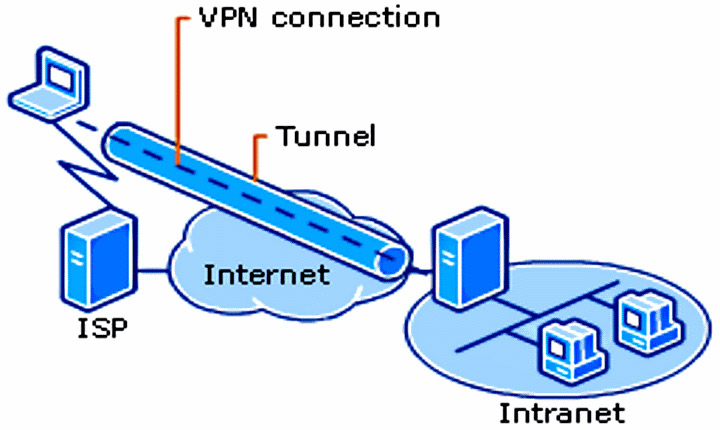 VPN connection
Tunnel
Internet
ISP
Intranet